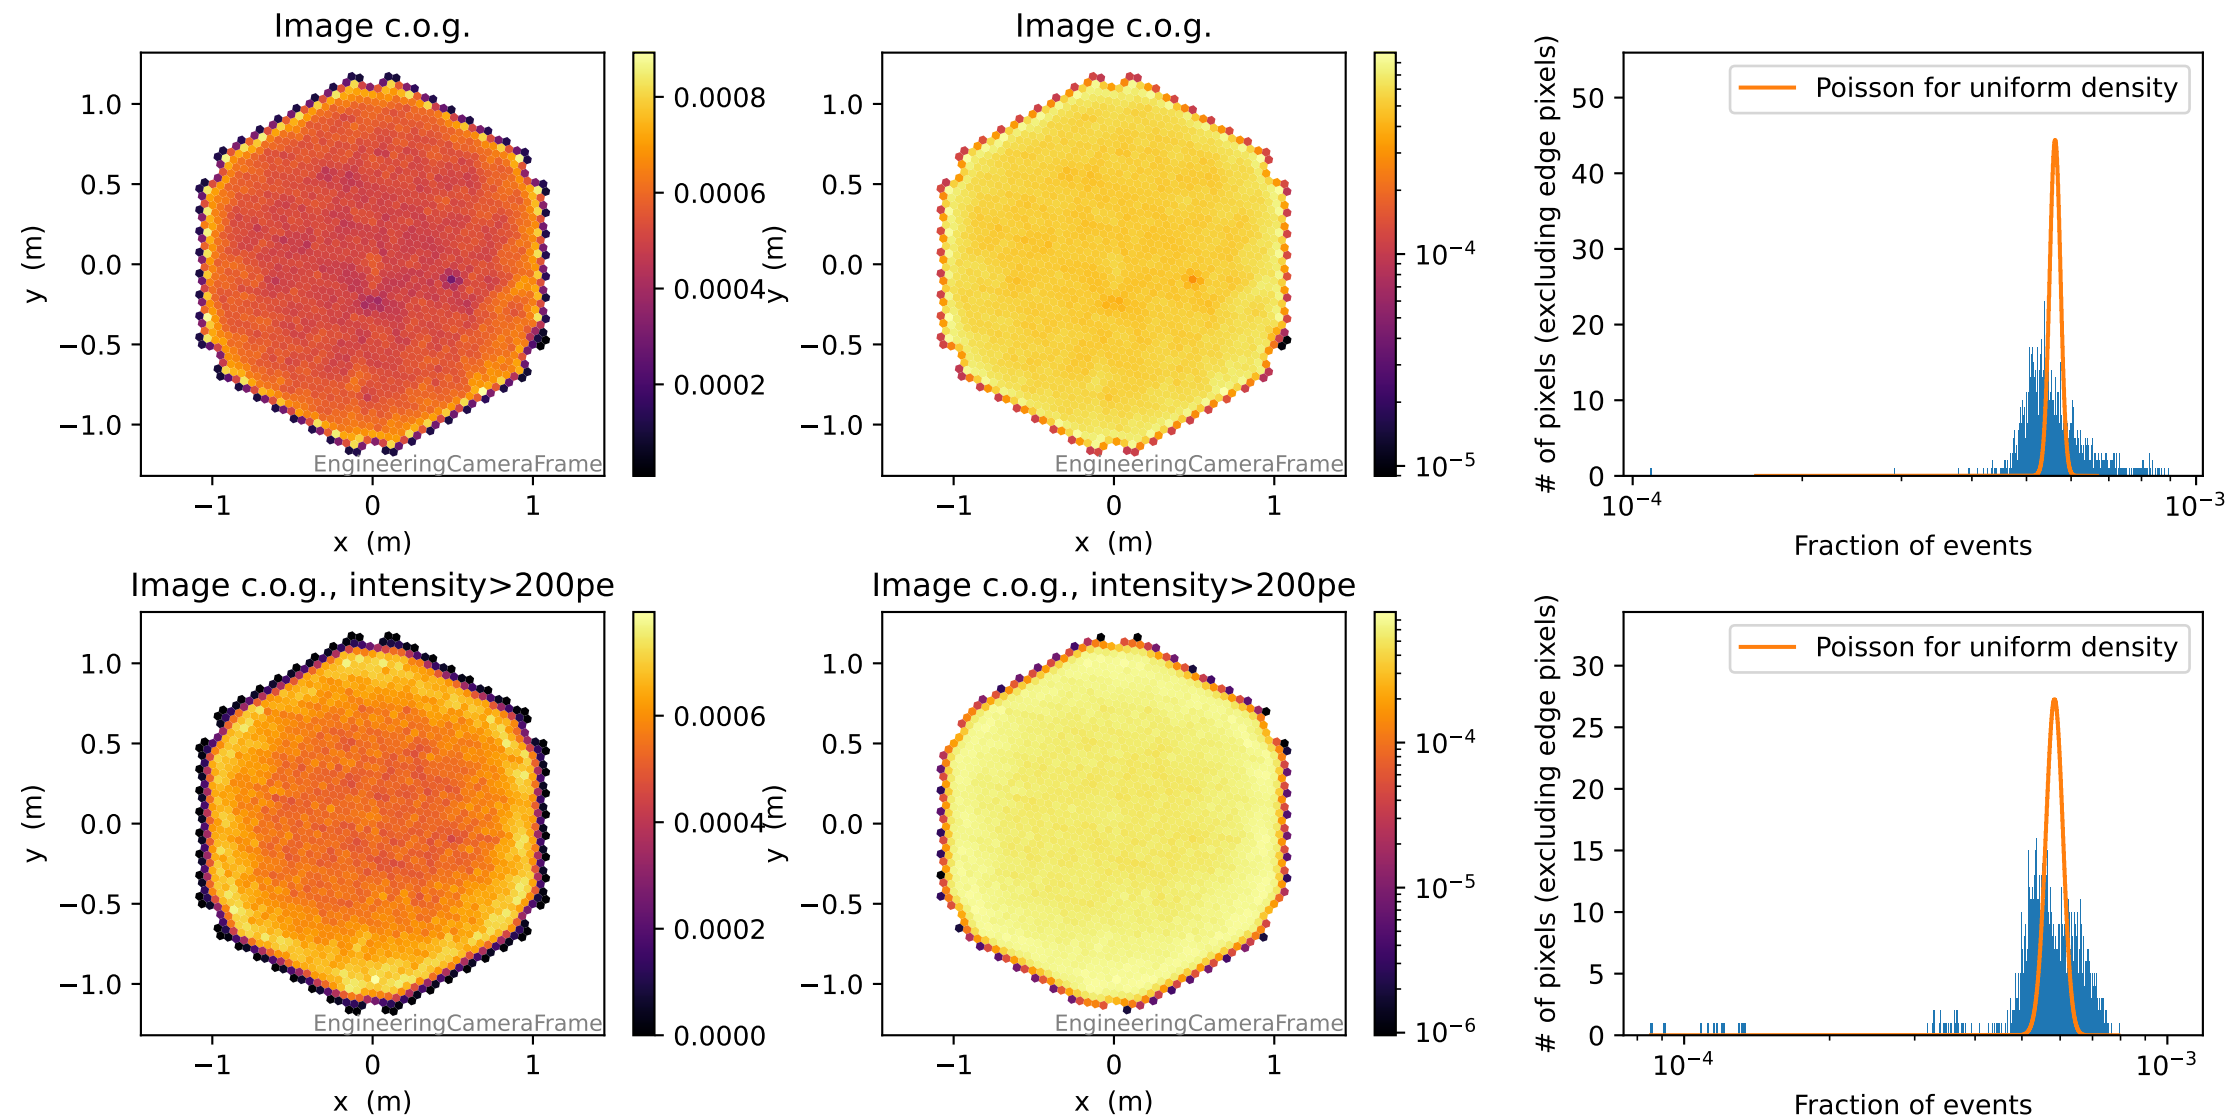 Image c.o.g.
1.0
0.5
0.0
−0.5
−1.0
y (m)
−1
0
1
x (m)
EngineeringCameraFrame
0.0008
0.0006
0.0004
0.0002
Image c.o.g.
1.0
0.5
0.0
−0.5
−1.0
y (m)
−1
0
1
x (m)
EngineeringCameraFrame
10⁻⁴
10⁻⁵
# of pixels (excluding edge pixels)
50
40
30
20
10
0
Poisson for uniform density
10⁻⁴
10⁻³
Fraction of events
Image c.o.g., intensity>200pe
1.0
0.5
0.0
−0.5
−1.0
y (m)
−1
0
1
x (m)
EngineeringCameraFrame
0.0006
0.0004
0.0002
0.0000
Image c.o.g., intensity>200pe
1.0
0.5
0.0
−0.5
−1.0
y (m)
−1
0
1
x (m)
EngineeringCameraFrame
10⁻⁴
10⁻⁵
10⁻⁶
# of pixels (excluding edge pixels)
30
25
20
15
10
5
0
Poisson for uniform density
10⁻⁴
10⁻³
Fraction of events